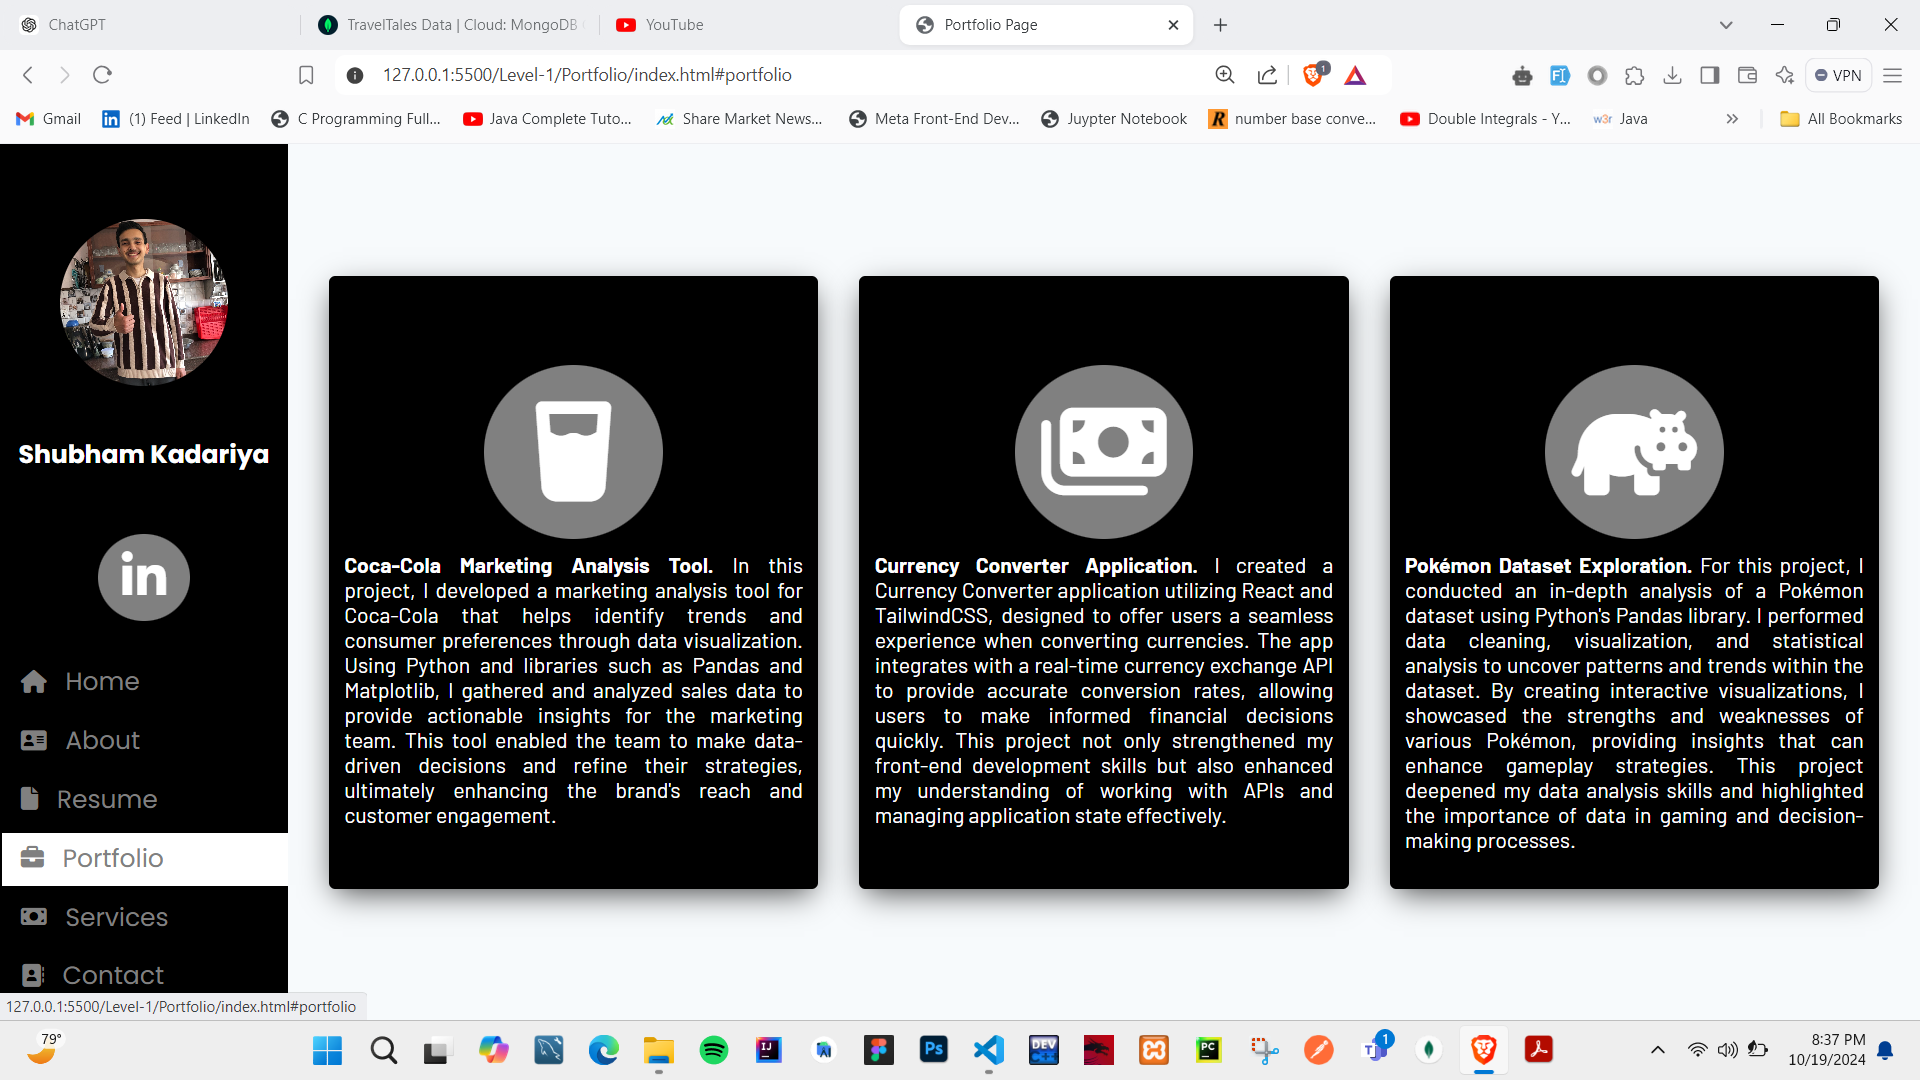 ChatGPT
TravelTales Data | Cloud: MongoDB
YouTube
Portfolio Page
127.0.0.1:5500/Level-1/Portfolio/index.html#portfolio
1
VPN
Gmail
(1) Feed | LinkedIn
C Programming Full...
Java Complete Tuto...
Share Market News...
Meta Front-End Dev...
Juypter Notebook
number base conve...
Double Integrals - Y...
w3r Java
All Bookmarks
Shubham Kadariya
in
Home
About
Resume
Portfolio
Services
Contact
Coca-Cola Marketing Analysis Tool. In this
project, I developed a marketing analysis tool for
Coca-Cola that helps identify trends and
consumer preferences through data visualization.
Using Python and libraries such as Pandas and
Matplotlib, I gathered and analyzed sales data to
provide actionable insights for the marketing
team. This tool enabled the team to make data-
driven decisions and refine their strategies,
ultimately enhancing the brand's reach and
customer engagement.
Currency Converter Application. I created a
Currency Converter application utilizing React and
TailwindCSS, designed to offer users a seamless
experience when converting currencies. The app
integrates with a real-time currency exchange API
to provide accurate conversion rates, allowing
users to make informed financial decisions
quickly. This project not only strengthened my
front-end development skills but also enhanced
my understanding of working with APIs and
managing application state effectively.
Pokémon Dataset Exploration. For this project, I
conducted an in-depth analysis of a Pokémon
dataset using Python's Pandas library. I performed
data cleaning, visualization, and statistical
analysis to uncover patterns and trends within the
dataset. By creating interactive visualizations, I
showcased the strengths and weaknesses of
various Pokémon, providing insights that can
enhance gameplay strategies. This project
deepened my data analysis skills and highlighted
the importance of data in gaming and decision-
making processes.
127.0.0.1:5500/Level-1/Portfolio/index.html#portfolio
79°
IJ
Ps
DEV
PC
T
1
8:37 PM
10/19/2024